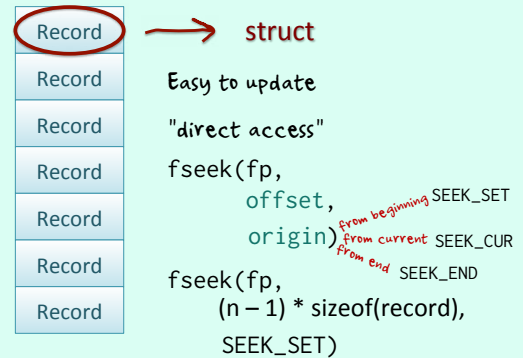 Record
struct
Record
Easy to update
Record
"direct access"
Record
fseek(fp,
offset,
from beginning SEEK_SET
Record
origin) from current SEEK_CUR
from end SEEK_END
Record
fseek(fp,
Record
(n – 1) * sizeof(record),
SEEK_SET)